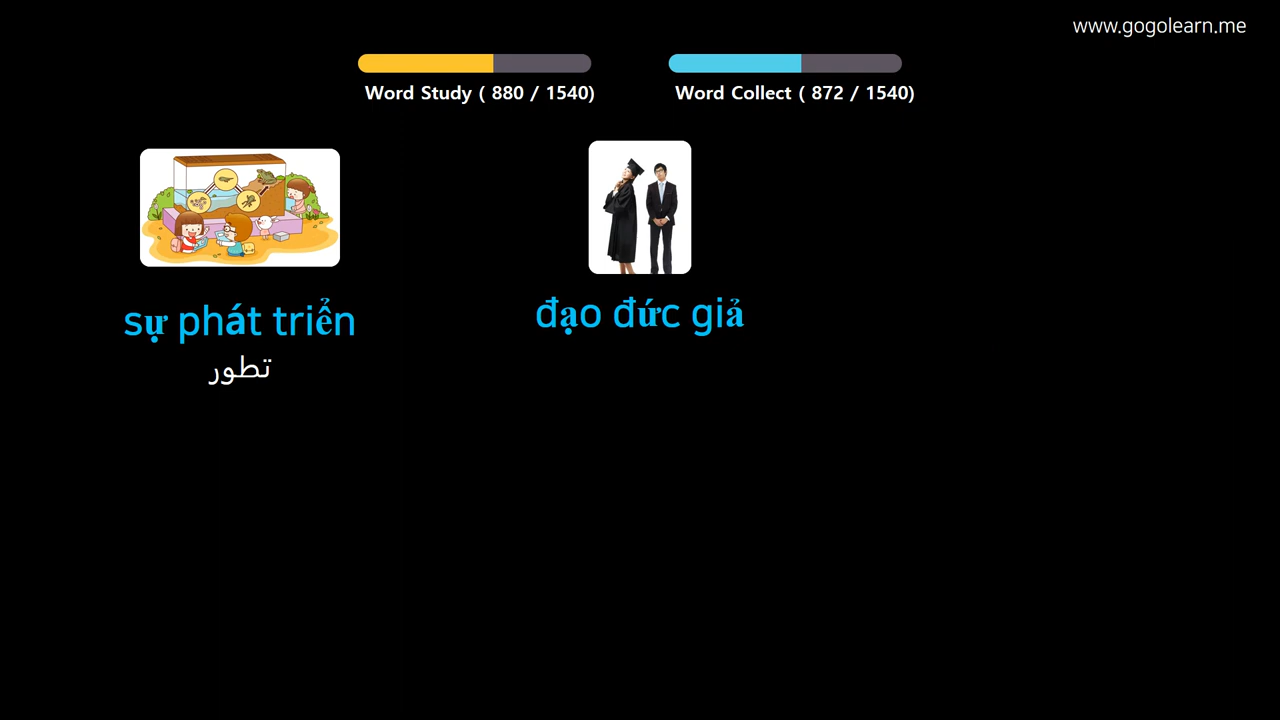 www.gogolearn.me
Word Study ( 880 / 1540)
Word Collect ( 872 / 1540)
sự phát triển
تطور
đạo đức giả